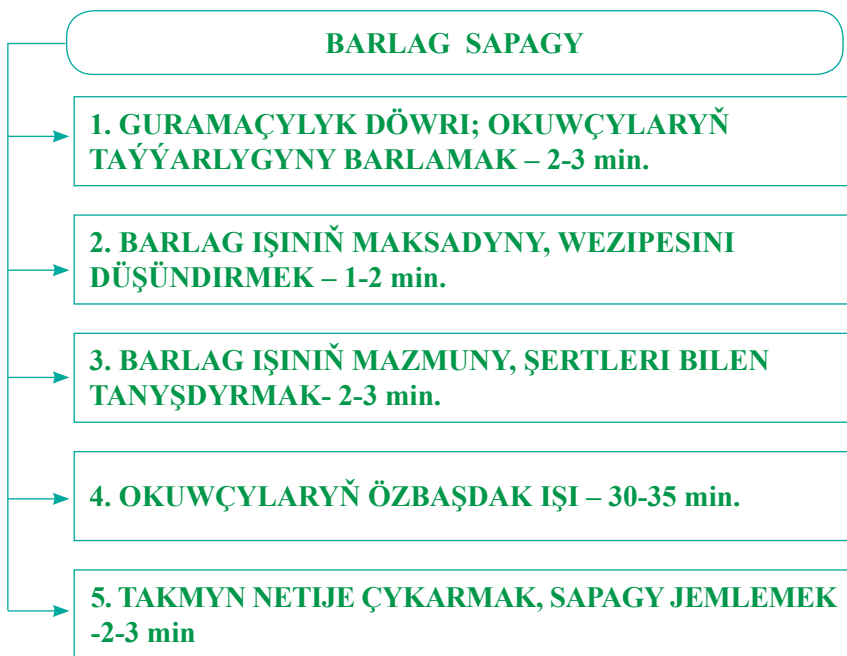 BARLAG SAPAGY
1. GURAMAÇYLYK DÖWRI; OKUWÇYLARYŇ
TAÝÝARLYGYNY BARLAMAK – 2-3 min.
2. BARLAG IŞINIŇ MAKSADYNY, WEZIPESINI
DÜŞÜNDIRMEK – 1-2 min.
3. BARLAG IŞINIŇ MAZMUNY, ŞERTLERI BILEN
TANYŞDYRMAK- 2-3 min.
4. OKUWÇYLARYŇ ÖZBAŞDAK IŞI – 30-35 min.
5. TAKMYN NETIJE ÇYKARMAK, SAPAGY JEMLEMEK
-2-3 min